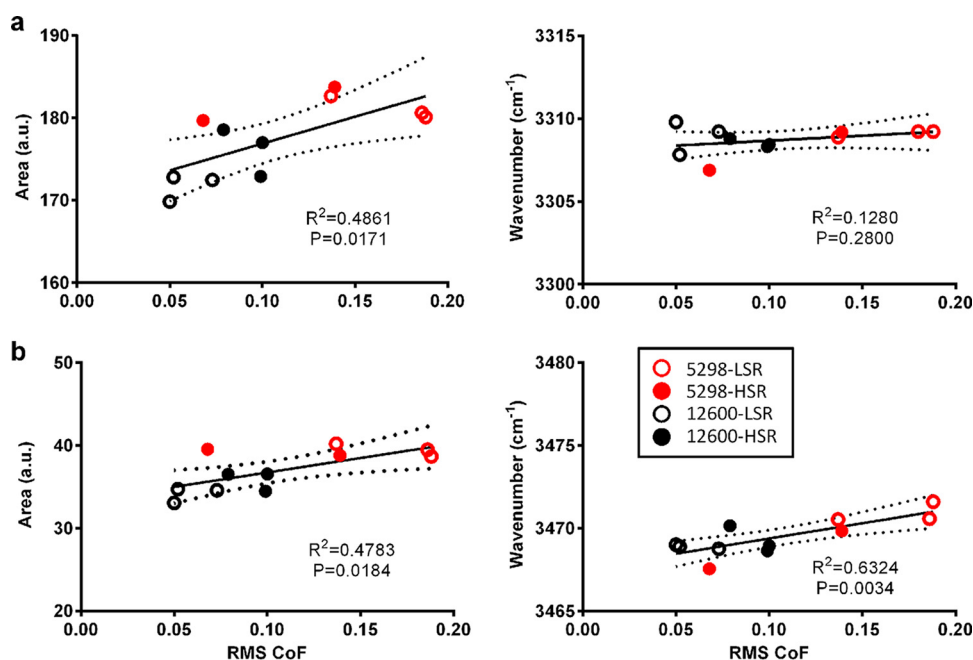 a
190
180
170
160
Area (a.u.)
0.00 0.05 0.10 0.15 0.20
R²=0.4861
P=0.0171
3315
3310
3305
3300
Wavenumber (cm⁻¹)
0.00 0.05 0.10 0.15 0.20
R²=0.1280
P=0.2800
b
50
40
30
20
Area (a.u.)
0.00 0.05 0.10 0.15 0.20
RMS CoF
R²=0.4783
P=0.0184
3480
3475
3470
3465
Wavenumber (cm⁻¹)
5298-LSR
5298-HSR
12600-LSR
12600-HSR
R²=0.6324
P=0.0034
0.00 0.05 0.10 0.15 0.20
RMS CoF